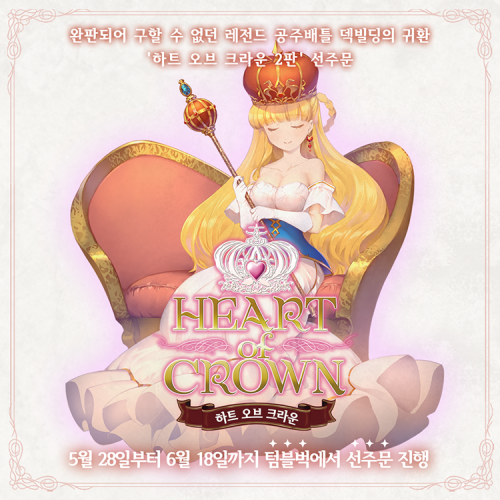 완판되어 구할 수 없던 레전드 공주배틀 덱빌딩의 귀환
'하트 오브 크라운 2판' 선주문
HEART
of
CROWN
하트 오브 크라운
5월 28일부터 6월 18일까지 텀블벅에서 선주문 진행